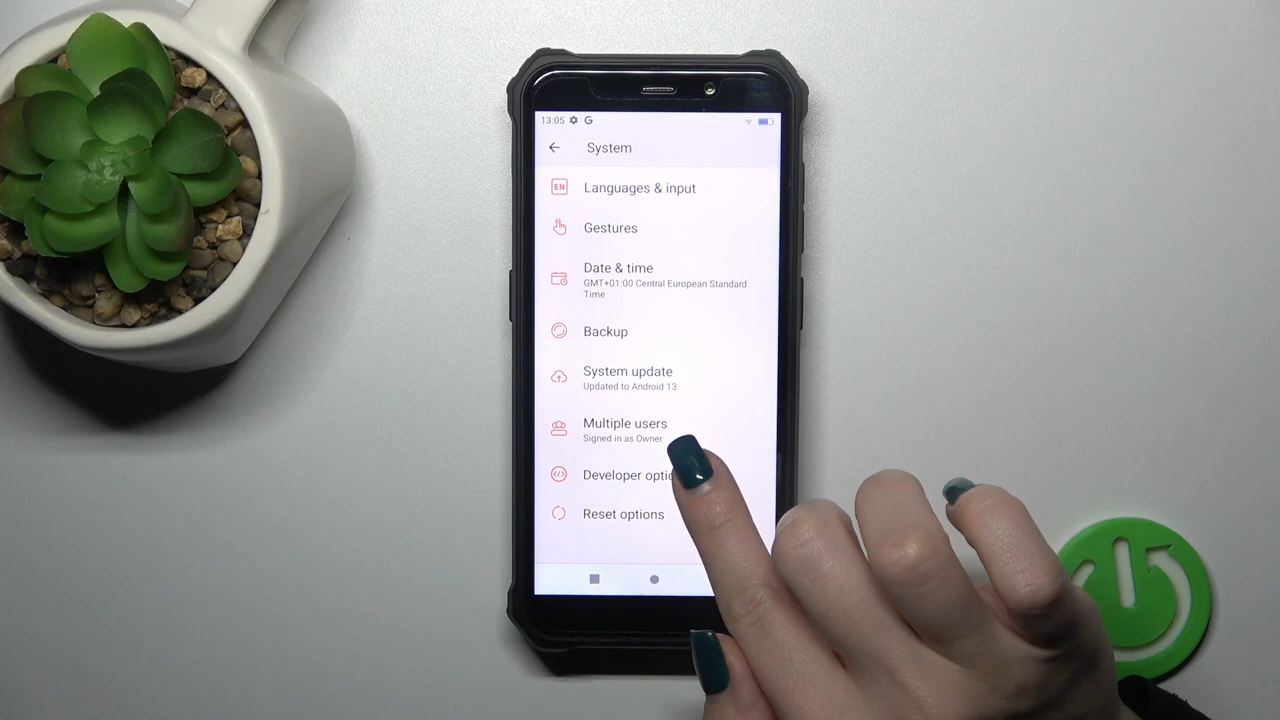 13:05
System
EN
Languages & input
Gestures
Date & time
GMT+01:00 Central European Standard
Time
Backup
System update
Updated to Android 13
Multiple users
Signed in as Owner
Developer
Reset options